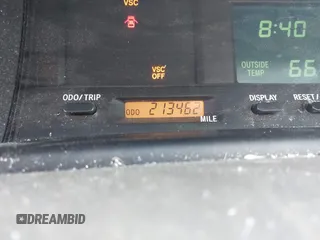 VSC
8:40
OUTSIDE
TEMP 66
VSC
OFF
ODO/TRIP
ODO 213462
MILE
DISPLAY
RESET/
DREAMBID